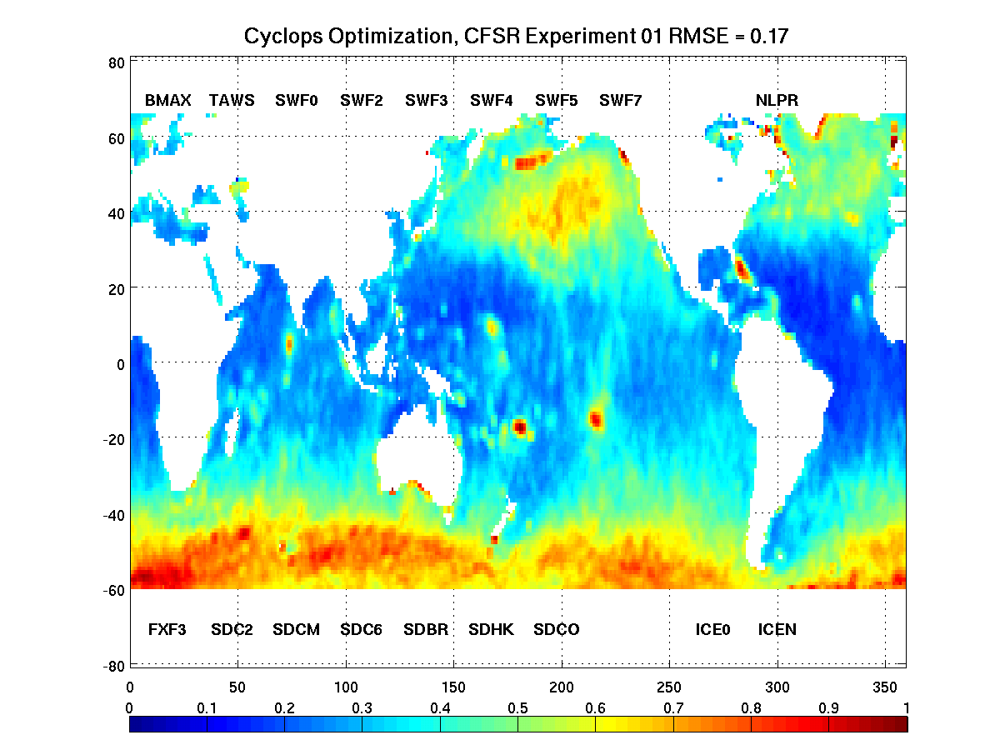 Cyclops Optimization, CFSR Experiment 01 RMSE = 0.17
80
BMAX TAWS SWF0 SWF2 SWF3 SWF4 SWF5 SWF7 NLPR
60
40
20
0
-20
-40
-60
FXF3 SDC2 SDCM SDC6 SDBR SDHK SDCO ICE0 ICEN
-80
0 50 100 150 200 250 300 350
0 0.1 0.2 0.3 0.4 0.5 0.6 0.7 0.8 0.9 1